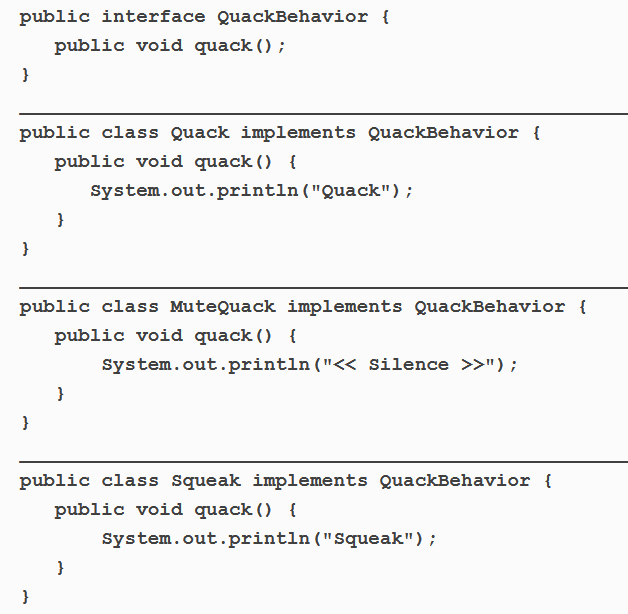 public interface QuackBehavior {
   public void quack();
}
public class Quack implements QuackBehavior {
   public void quack() {
      System.out.println("Quack");
   }
}
public class MuteQuack implements QuackBehavior {
   public void quack() {
       System.out.println("<< Silence >>");
   }
}
public class Squeak implements QuackBehavior {
   public void quack() {
       System.out.println("Squeak");
   }
}